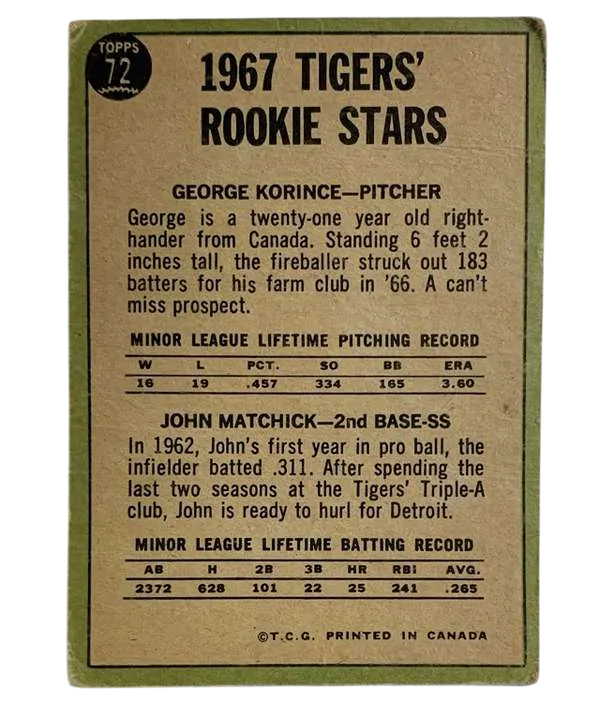 TOPPS
72
1967 TIGERS'
ROOKIE STARS
GEORGE KORINCE—PITCHER
George is a twenty-one year old right-
hander from Canada. Standing 6 feet 2
inches tall, the fireballer struck out 183
batters for his farm club in '66. A can't
miss prospect.
MINOR LEAGUE LIFETIME PITCHING RECORD
W L PCT. SO BB ERA
16 19 .457 334 165 3.60
JOHN MATCHICK—2nd BASE-SS
In 1962, John's first year in pro ball, the
infielder batted .311. After spending the
last two seasons at the Tigers' Triple-A
club, John is ready to hurl for Detroit.
MINOR LEAGUE LIFETIME BATTING RECORD
AB H 2B 3B HR RBI AVG.
2372 628 101 22 25 241 .265
©T.C.G. PRINTED IN CANADA